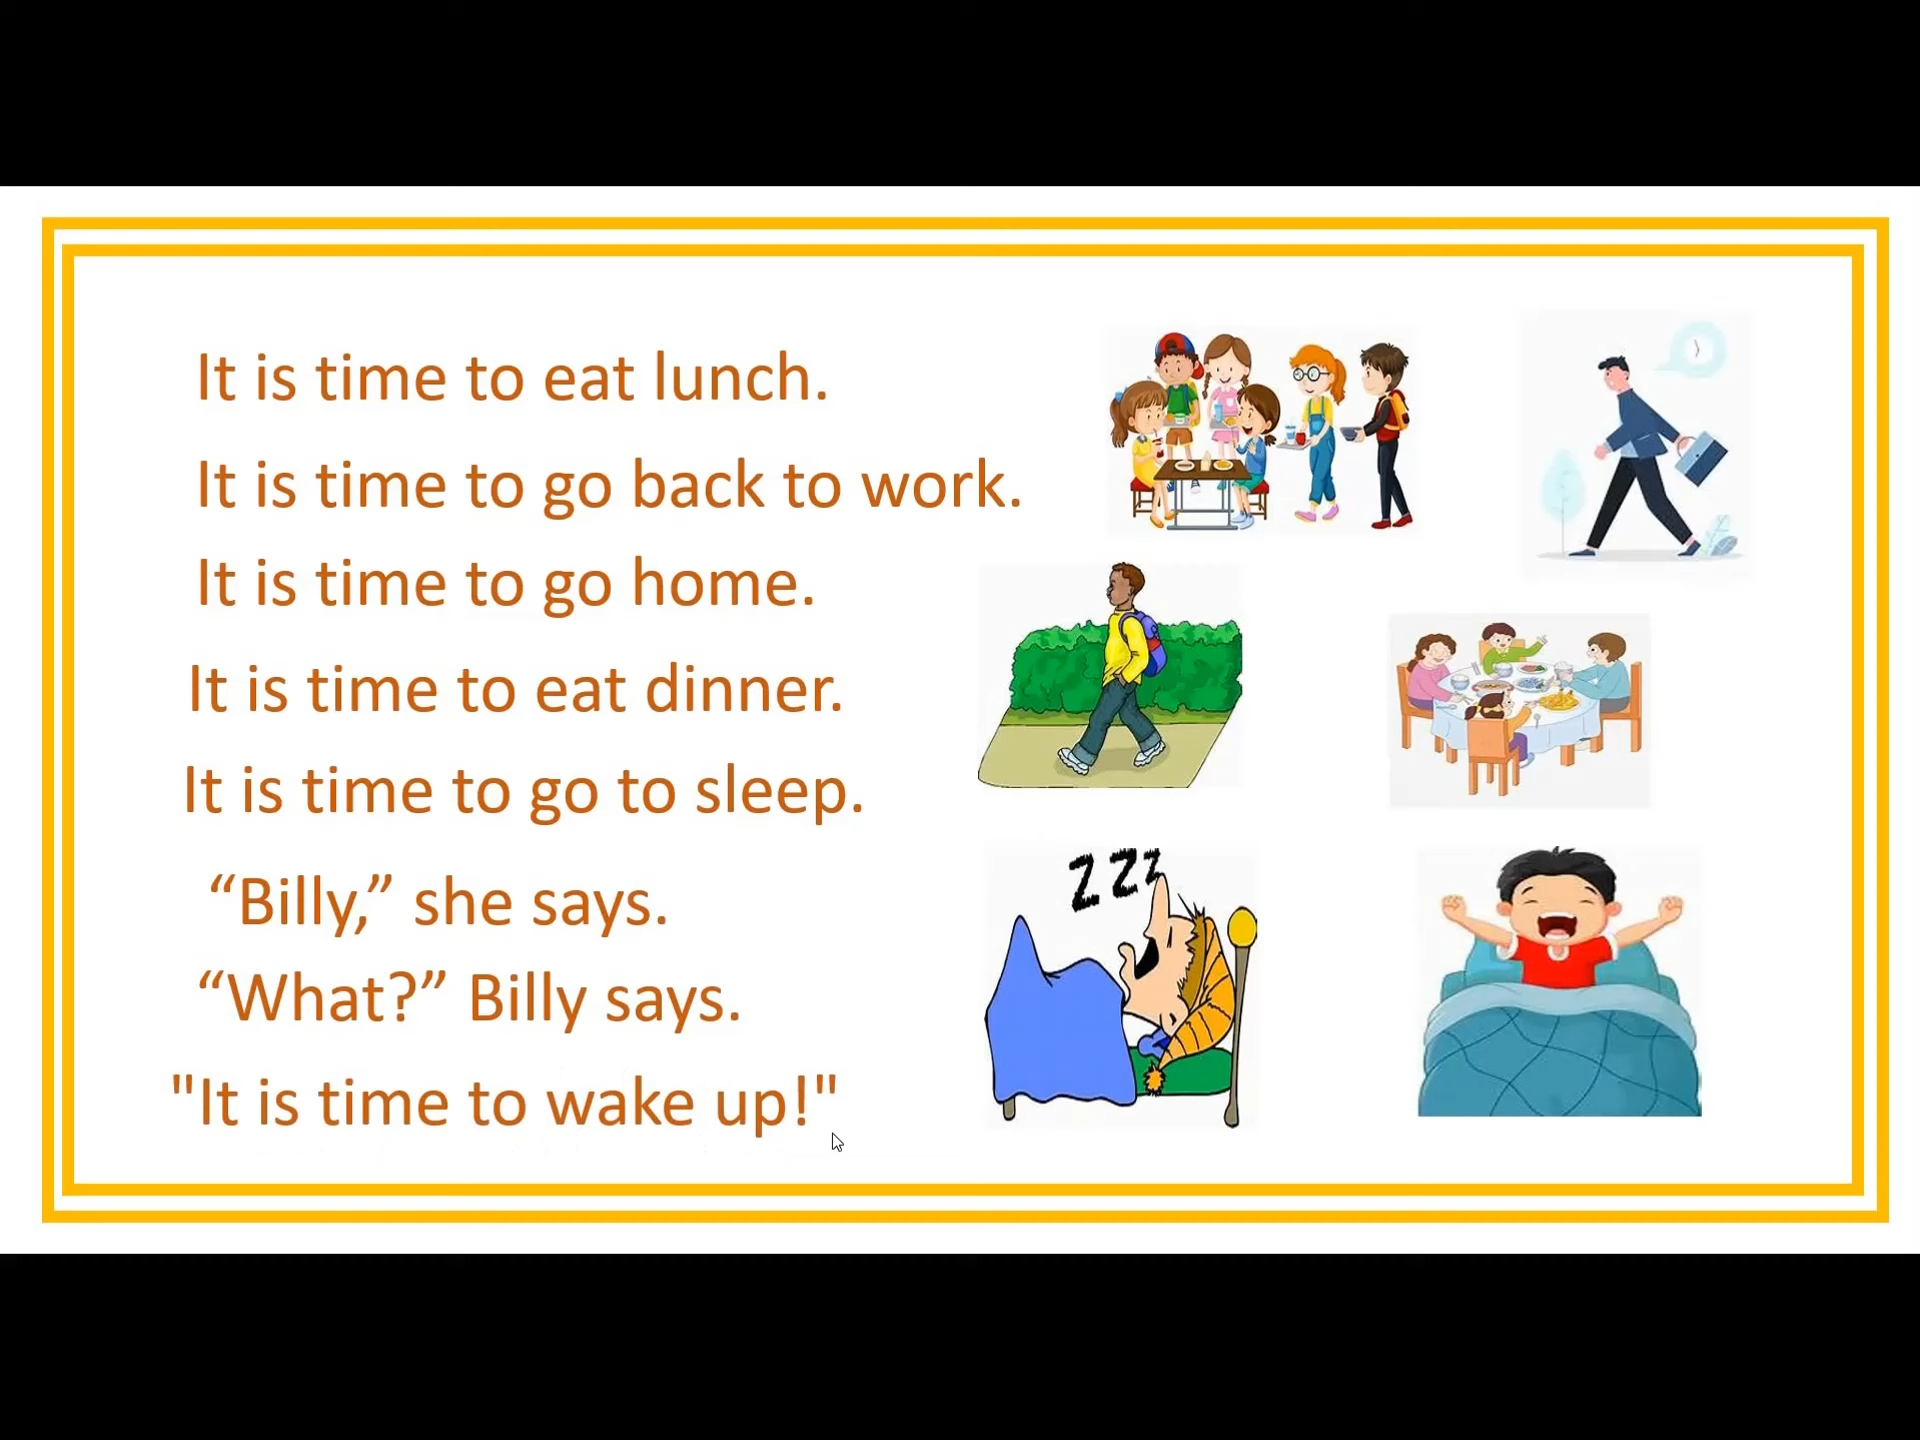 It is time to eat lunch.
It is time to go back to work.
It is time to go home.
It is time to eat dinner.
It is time to go to sleep.
“Billy,” she says.
“What?” Billy says.
"It is time to wake up!"
Z Z Z